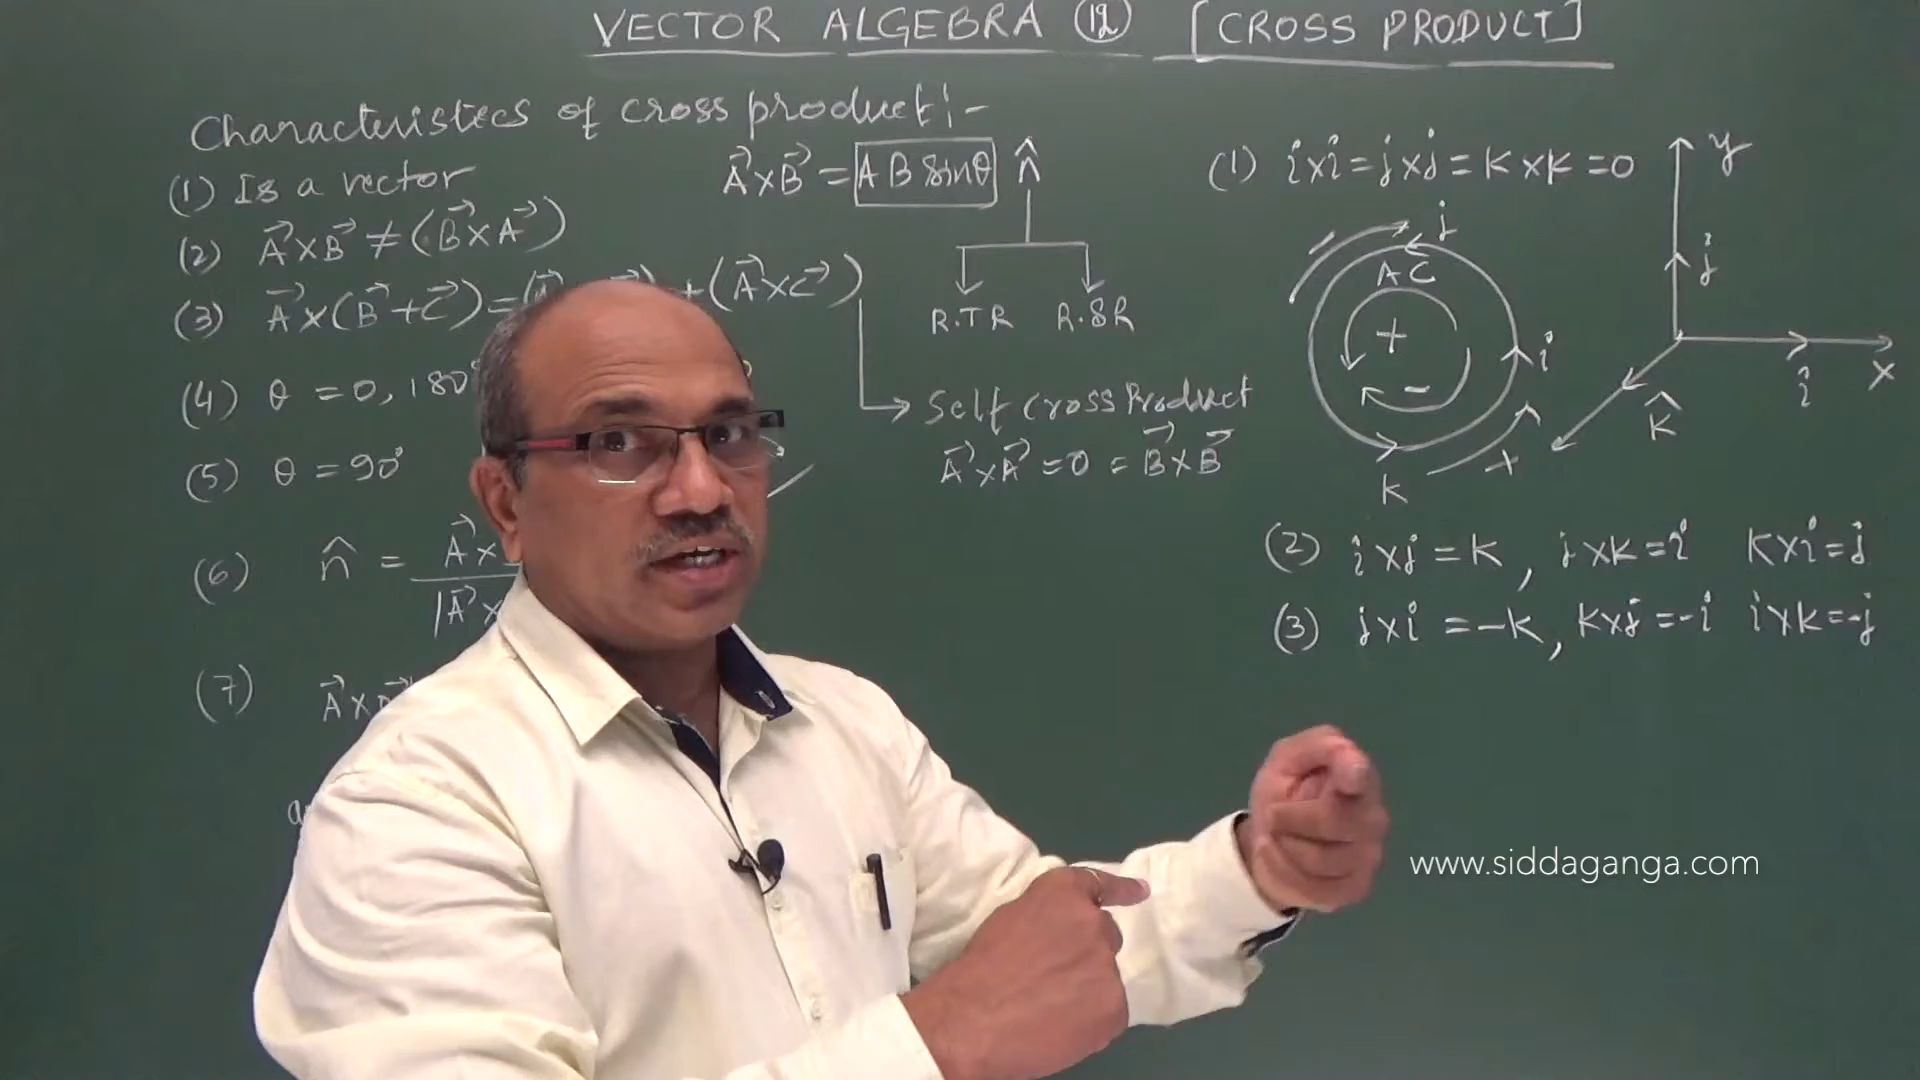 VECTOR ALGEBRA 12 [CROSS PRODUCT]
Characteristics of cross product:-
(1) Is a vector
A⃗×B⃗ = AB sinθ n̂
R.T.R R.S.R
(2) A⃗×B⃗ ≠ (B⃗×A⃗)
(3) A⃗×(B⃗+C⃗)= +(A⃗×C⃗)
(4) θ = 0, 180°
Self Cross Product
A⃗×A⃗ = 0 = B⃗×B⃗
(5) θ = 90°
(6) n̂ = A⃗×
|A⃗×
(7) A⃗×B⃗
(1) i×i = j×j = k×k = 0
y
j
AC
j
+
i
-
î
x
k̂
+
k
(2) i×j = k, j×k = i k×i = j
(3) j×i = -k, k×j = -i i×k = -j
www.siddaganga.com